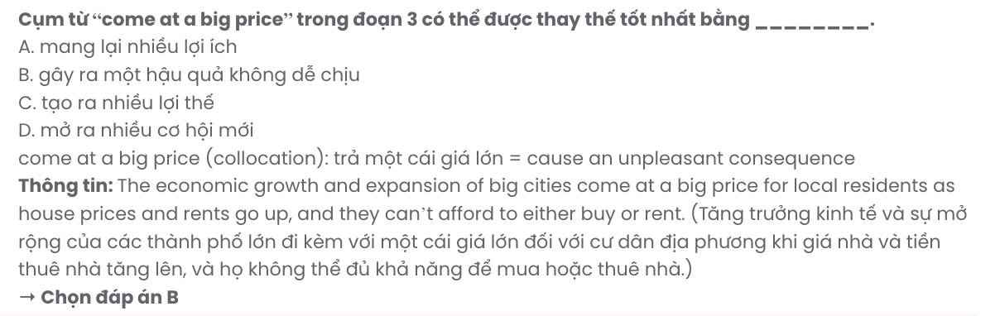 Cụm từ “come at a big price” trong đoạn 3 có thể được thay thế tốt nhất bằng ________.
A. mang lại nhiều lợi ích
B. gây ra một hậu quả không dễ chịu
C. tạo ra nhiều lợi thế
D. mở ra nhiều cơ hội mới
come at a big price (collocation): trả một cái giá lớn = cause an unpleasant consequence
Thông tin: The economic growth and expansion of big cities come at a big price for local residents as
house prices and rents go up, and they can’t afford to either buy or rent. (Tăng trưởng kinh tế và sự mở
rộng của các thành phố lớn đi kèm với một cái giá lớn đối với cư dân địa phương khi giá nhà và tiền
thuê nhà tăng lên, và họ không thể đủ khả năng để mua hoặc thuê nhà.)
→ Chọn đáp án B